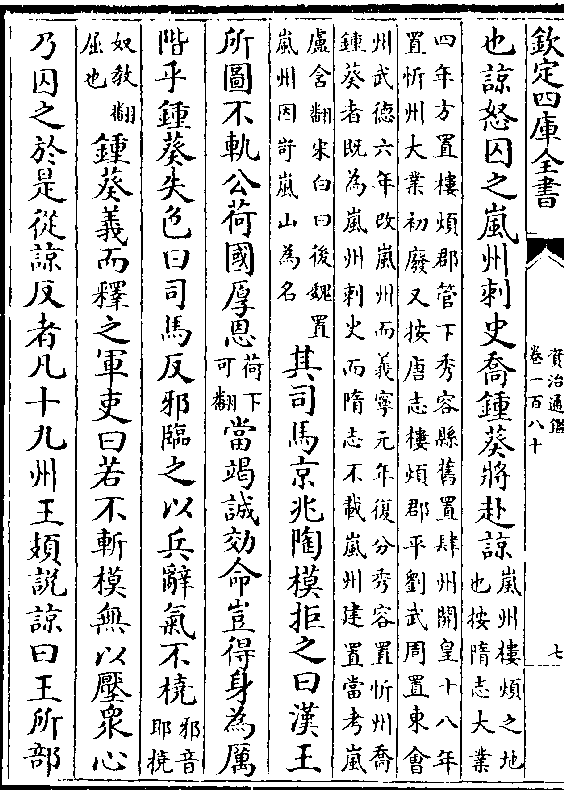 欽定四庫全書
資治通鑑
卷一百八十
七
也諒怒囚之嵐州刺史喬鍾葵將赴諒
嵐州樓煩之地
也按隋志大業
四年方置樓煩郡管下秀容縣舊置肆州開皇十八年
置忻州大業初廢又按唐志樓煩郡平劉武周置東會
州武德六年改嵐州而義寧元年復分秀容置忻州喬
鍾葵者既為嵐州刺史而隋志不載嵐州建置當考嵐
盧含翻宋白曰後魏置
嵐州因岢嵐山為名
其司馬京兆陶模拒之曰漢王
所圖不軌公荷國厚恩
荷下
可翻
當竭誠効命豈得身為厲
階乎鍾葵失色曰司馬反邪臨之以兵辭氣不橈
邪音
耶橈
奴教翻
屈也
鍾葵義而釋之軍吏曰若不斬模無以壓衆心
乃囚之於是從諒反者凡十九州王頍說諒曰王所部